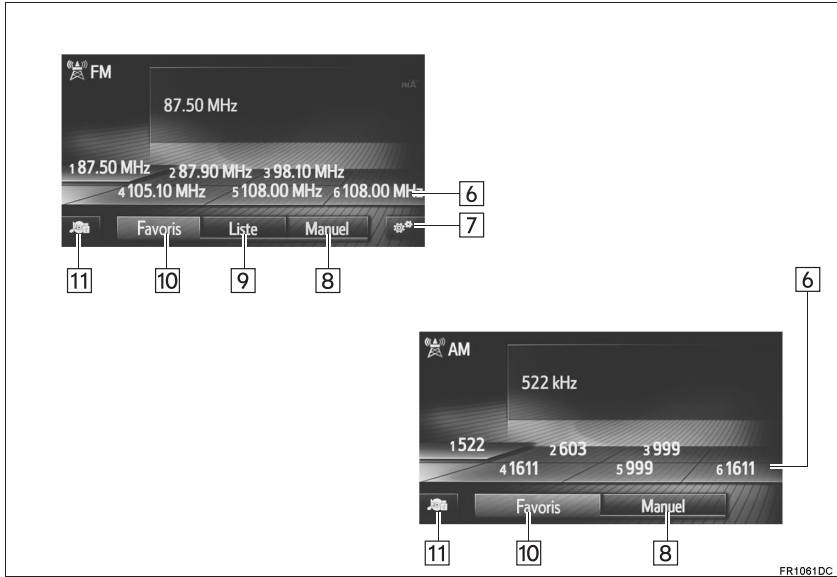 FM
87.50 MHz
1 87.50 MHz 2 87.90 MHz 3 98.10 MHz
4 105.10 MHz 5 108.00 MHz 6 108.00 MHz
6
7
Favoris Liste Manuel
11 10 9 8
6
AM
522 kHz
1 522 2 603 3 999
4 1611 5 999 6 1611
6
Favoris Manuel
11 10 8
FR1061DC